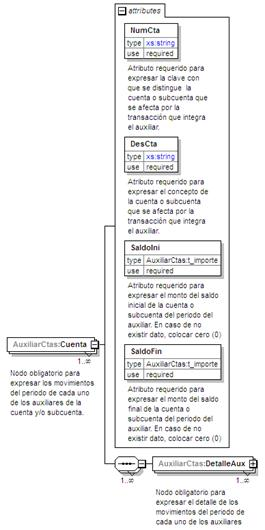 attributes
NumCta
type xs:string
use required
Atributo requerido para
expresar la clave con
que se distingue la
cuenta o subcuenta que
se afecta por la
transacción que integra
el auxiliar.
DesCta
type xs:string
use required
Atributo requerido para
expresar el concepto de
la cuenta o subcuenta
que se afecta por la
transacción que integra
el auxiliar.
SaldoIni
type AuxiliarCtas:t_importe
use required
Atributo requerido para
expresar el monto del saldo
inicial de la cuenta o
subcuenta del periodo del
auxiliar. En caso de no
existir dato, colocar cero (0)
SaldoFin
type AuxiliarCtas:t_importe
use required
Atributo requerido para
expresar el monto del saldo
final de la cuenta o
subcuenta del periodo del
auxiliar. En caso de no
existir dato, colocar cero (0)
AuxiliarCtas:Cuenta
1..∞
Nodo obligatorio para
expresar los movimientos
del periodo de cada uno
de los auxiliares de la
cuenta y/o subcuenta.
1..∞
AuxiliarCtas:DetalleAux
1..∞
Nodo obligatorio para
expresar el detalle de los
movimientos del periodo de
cada uno de los auxiliares